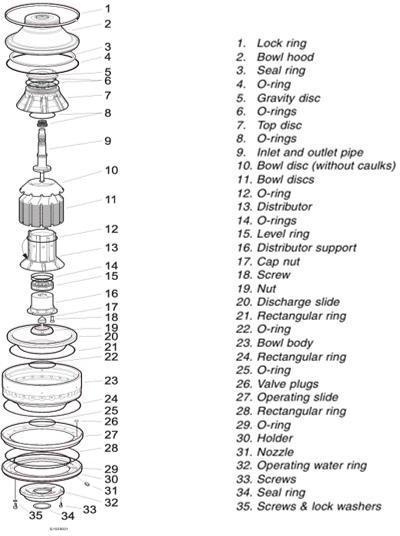 1
2
3
4
5
6
7
8
9
10
11
12
13
14
15
16
17
18
19
20
21
22
23
24
25
26
27
28
29
30
31
32
35 34 33
1. Lock ring
2. Bowl hood
3. Seal ring
4. O-ring
5. Gravity disc
6. O-rings
7. Top disc
8. O-rings
9. Inlet and outlet pipe
10. Bowl disc (without caulks)
11. Bowl discs
12. O-ring
13. Distributor
14. O-rings
15. Level ring
16. Distributor support
17. Cap nut
18. Screw
19. Nut
20. Discharge slide
21. Rectangular ring
22. O-ring
23. Bowl body
24. Rectangular ring
25. O-ring
26. Valve plugs
27. Operating slide
28. Rectangular ring
29. O-ring
30. Holder
31. Nozzle
32. Operating water ring
33. Screws
34. Seal ring
35. Screws & lock washers